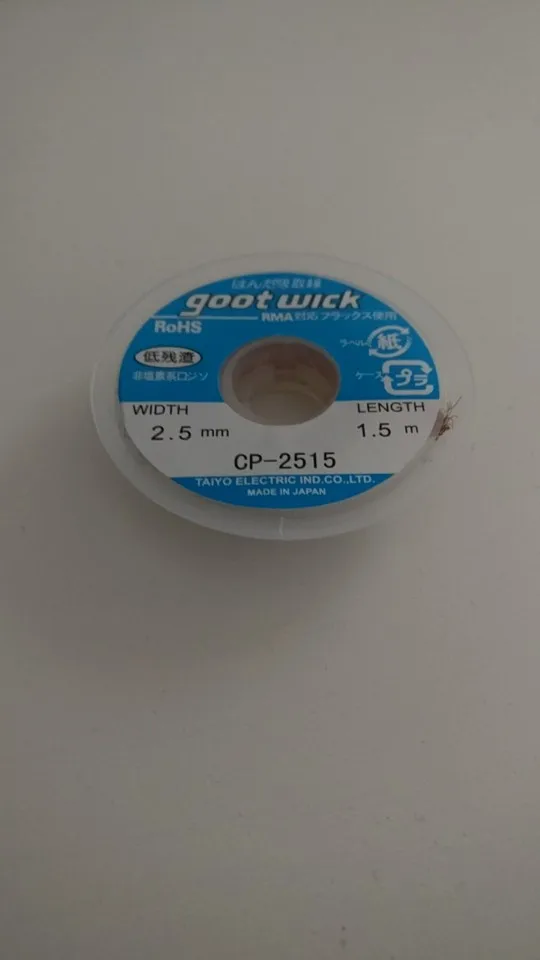 はんだ吸取線
goot wick
RMA対応フラックス使用
RoHS
ラベル 紙
低残渣
非塩素系ロジン
ケース プラ
WIDTH
2.5 mm
LENGTH
1.5 m
CP-2515
TAIYO ELECTRIC IND.CO.,LTD.
MADE IN JAPAN